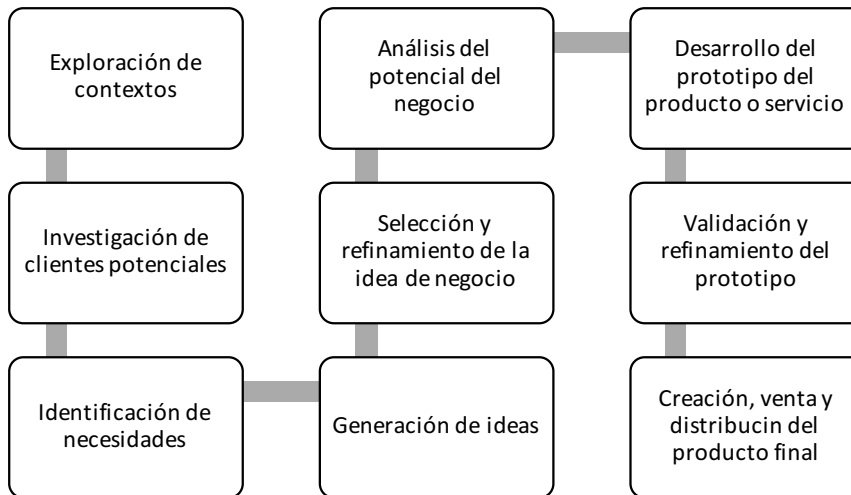 Exploración de
contextos
Investigación de
clientes potenciales
Identificación de
necesidades
Generación de ideas
Selección y
refinamiento de la
idea de negocio
Análisis del
potencial del
negocio
Desarrollo del
prototipo del
producto o servicio
Validación y
refinamiento del
prototipo
Creación, venta y
distribucin del
producto final